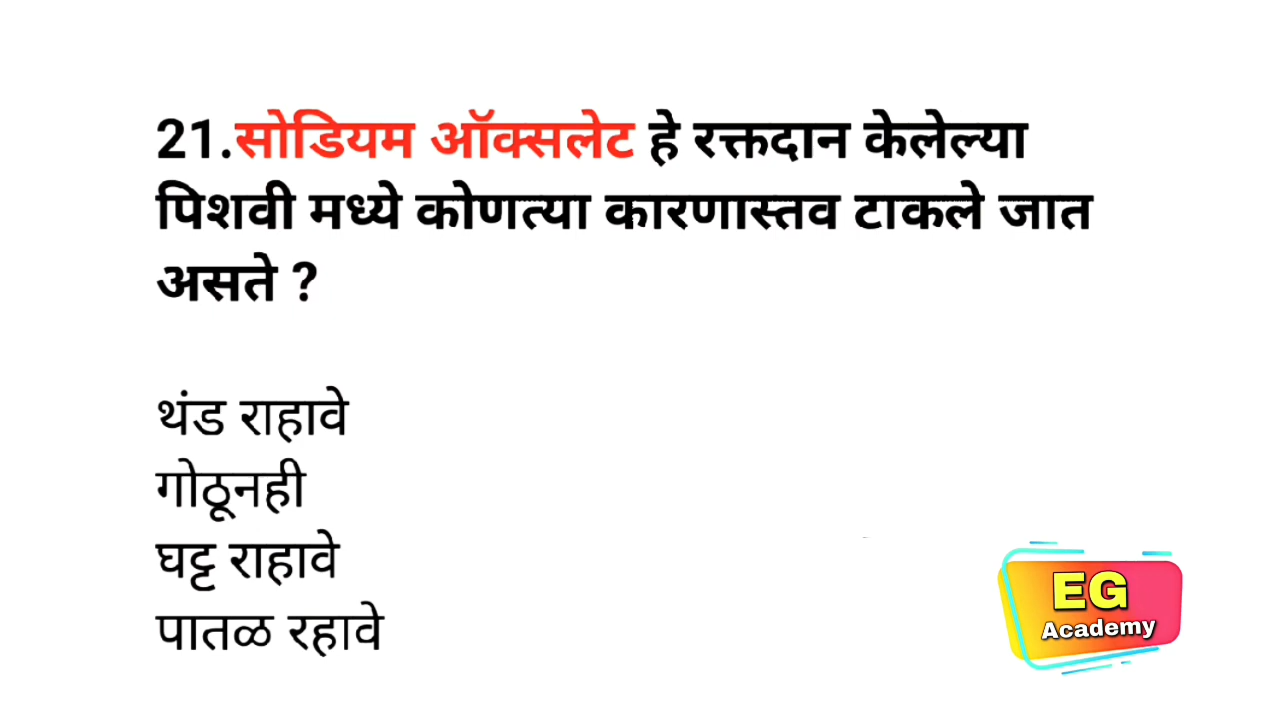 21.सोडियम ऑक्सलेट हे रक्तदान केलेल्या
पिशवी मध्ये कोणत्या कारणास्तव टाकले जात
असते ?
थंड राहावे
गोठूनही
घट्ट राहावे
पातळ रहावे
EG
Academy